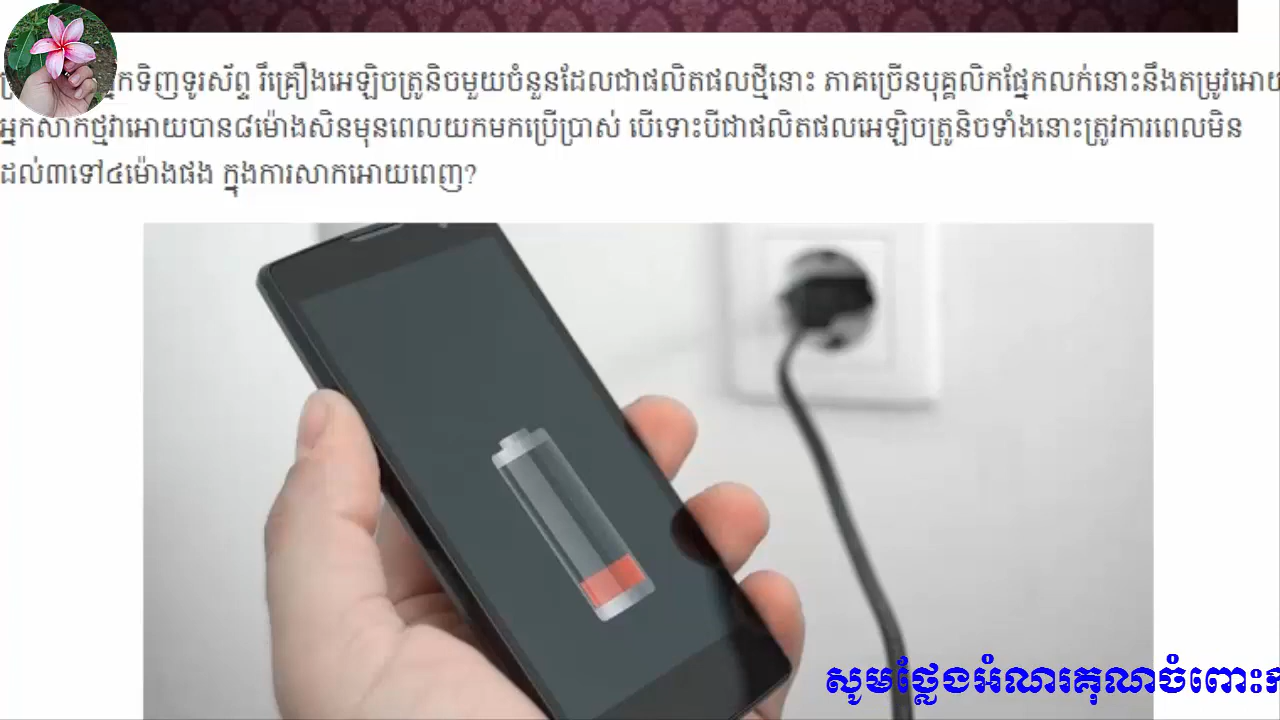 អ្នកទិញទូរស័ព្ទ រឺគ្រឿងអេឡិចត្រូនិចមួយចំនួនដែលជាផលិតផលថ្មីនោះ ភាគច្រើនបុគ្គលិកផ្នែកលក់នោះនឹងតម្រូវអោយ
អ្នកសាកថ្មវាអោយបាន៨ម៉ោងសិនមុនពេលយកមកប្រើប្រាស់ បើទោះបីជាផលិតផលអេឡិចត្រូនិចទាំងនោះត្រូវការពេលមិន
ដល់៣ទៅ៤ម៉ោងផង ក្នុងការសាកអោយពេញ?
សូមថ្លែងអំណរគុណចំពោះ